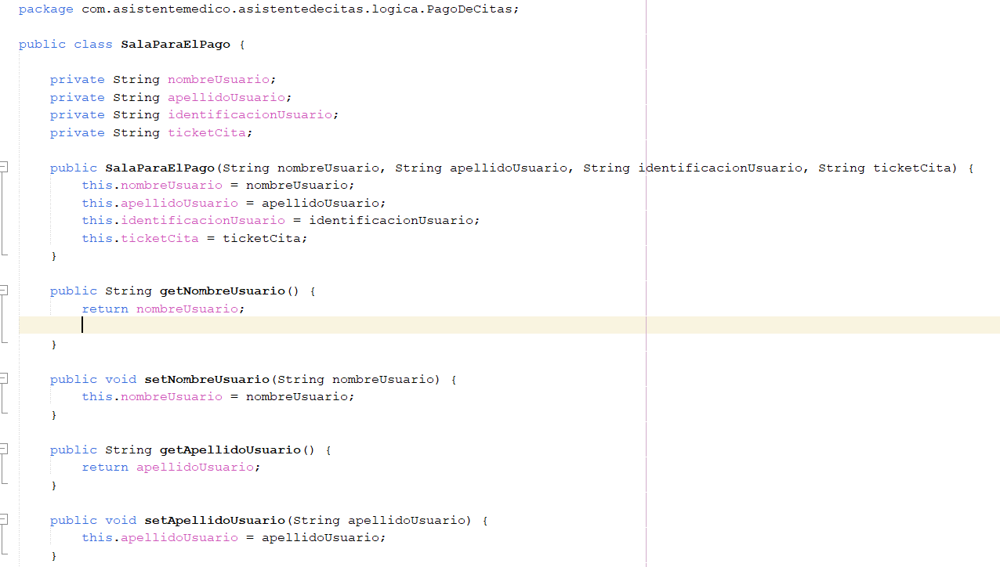 package com.asistentemedico.asistentedecitas.logica.PagoDeCitas;
public class SalaParaElPago {
private String nombreUsuario;
private String apellidoUsuario;
private String identificacionUsuario;
private String ticketCita;
public SalaParaElPago(String nombreUsuario, String apellidoUsuario, String identificacionUsuario, String ticketCita) {
this.nombreUsuario = nombreUsuario;
this.apellidoUsuario = apellidoUsuario;
this.identificacionUsuario = identificacionUsuario;
this.ticketCita = ticketCita;
}
public String getNombreUsuario() {
return nombreUsuario;
}
public void setNombreUsuario(String nombreUsuario) {
this.nombreUsuario = nombreUsuario;
}
public String getApellidoUsuario() {
return apellidoUsuario;
}
public void setApellidoUsuario(String apellidoUsuario) {
this.apellidoUsuario = apellidoUsuario;
}